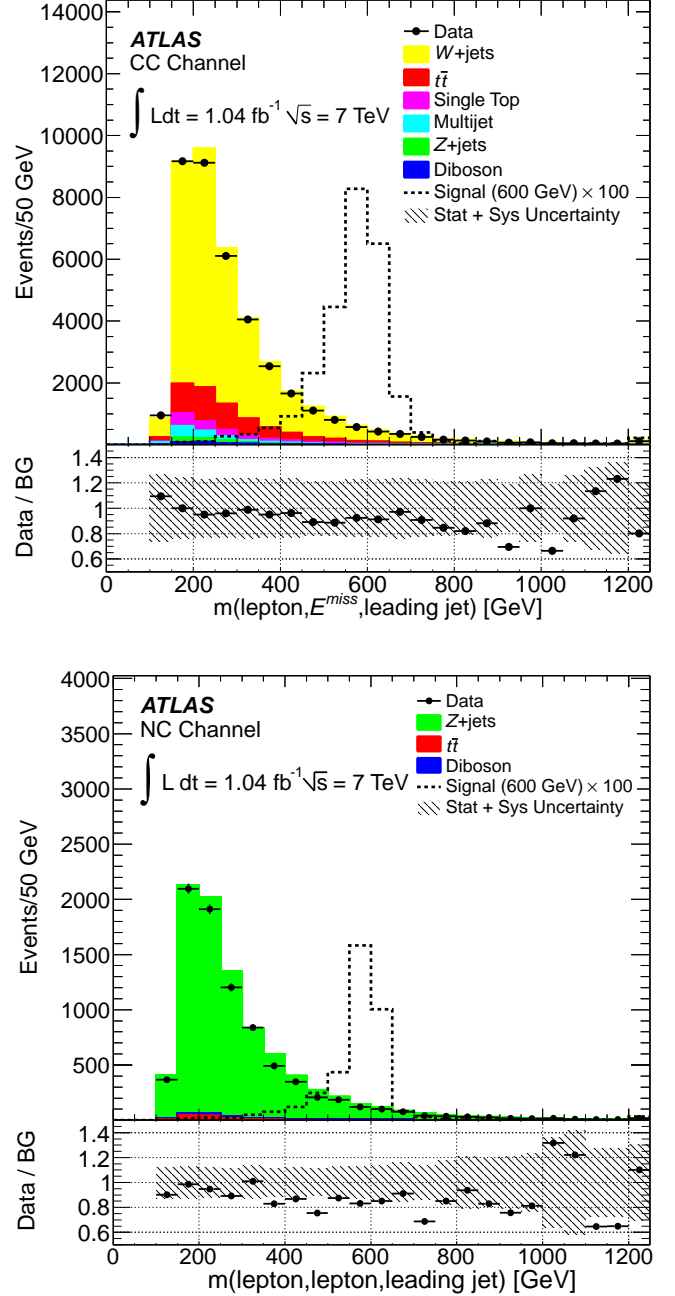 ATLAS
CC Channel
∫ Ldt = 1.04 fb⁻¹ √s = 7 TeV
Data
W+jets
tt̄
Single Top
Multijet
Z+jets
Diboson
Signal (600 GeV) × 100
Stat + Sys Uncertainty
Events/50 GeV
14000
12000
10000
8000
6000
4000
2000
Data / BG
1.4
1.2
1
0.8
0.6
0 200 400 600 800 1000 1200
m(lepton,E^miss,leading jet) [GeV]
ATLAS
NC Channel
∫ L dt = 1.04 fb⁻¹ √s = 7 TeV
Data
Z+jets
tt̄
Diboson
Signal (600 GeV) × 100
Stat + Sys Uncertainty
Events/50 GeV
4000
3500
3000
2500
2000
1500
1000
500
Data / BG
1.4
1.2
1
0.8
0.6
0 200 400 600 800 1000 1200
m(lepton,lepton,leading jet) [GeV]